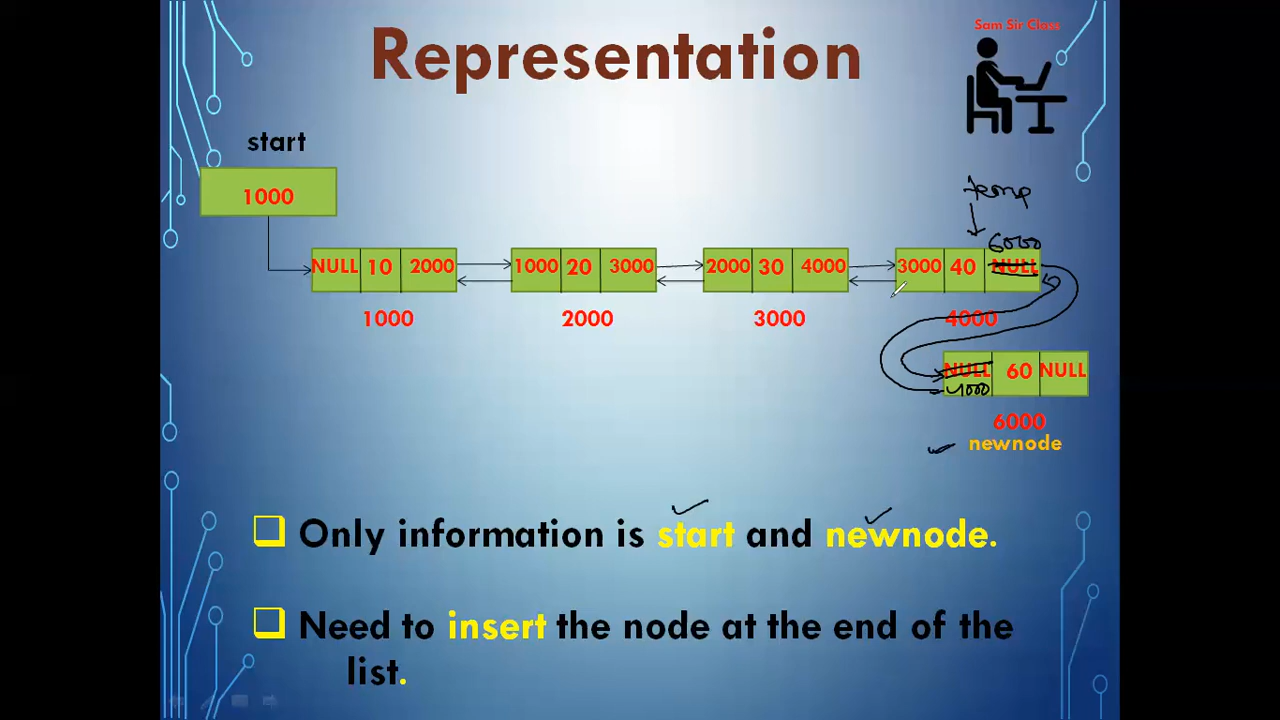 Sam Sir Class
Representation
start
1000
temp
6000
NULL 10 2000 1000 20 3000 2000 30 4000 3000 40 NULL
1000 2000 3000 4000
NULL 60 NULL
4000
6000
newnode
Only information is start and newnode.
Need to insert the node at the end of the
list.